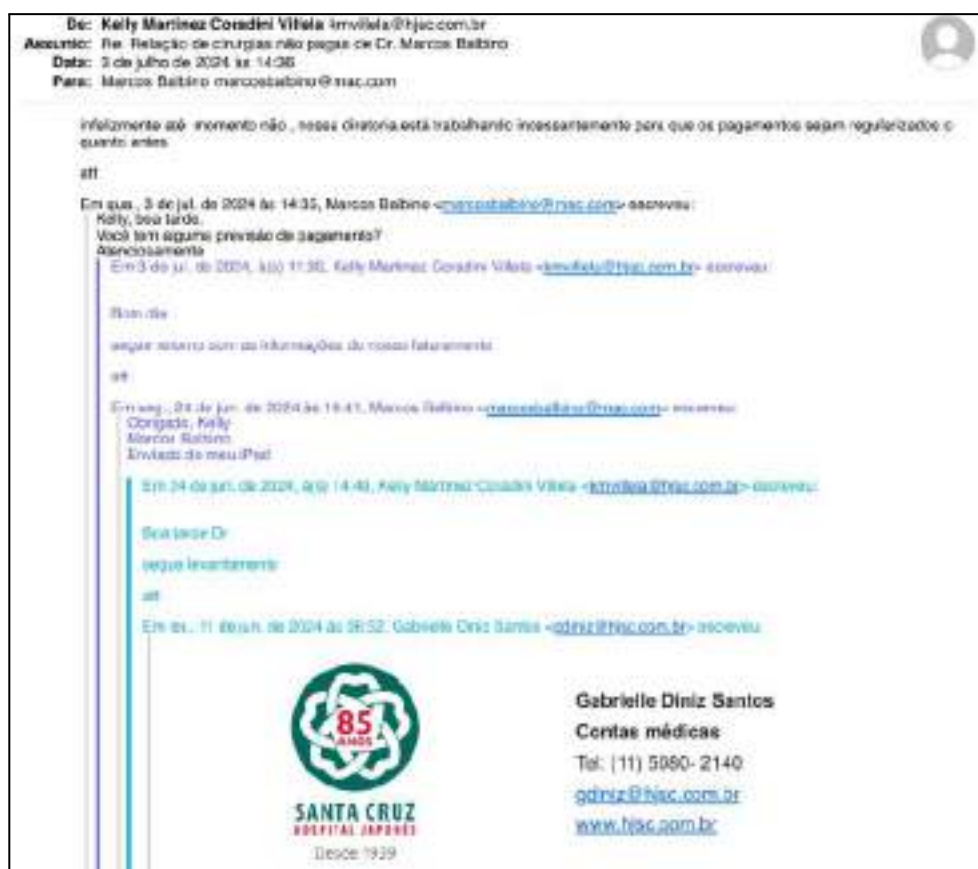 De: Kelly Martinez Coradini Villela kmvillela@hjsc.com.br
Assunto: Re: Relação de cirurgias não pagas de Dr. Marcos Balbino
Data: 3 de julho de 2024 às 14:36
Para: Marcos Balbino marcosbalbino@mac.com
infelizmente até momento não , nossa diretoria está trabalhando incessantemente para que os pagamentos sejam regularizados o
quanto antes
att
Em qua., 3 de jul. de 2024 às 14:35, Marcos Balbino <marcosbalbino@mac.com> escreveu:
Kelly, boa tarde.
Você tem alguma previsão de pagamento?
Atenciosamente
Em 3 de jul. de 2024, à(s) 11:30, Kelly Martinez Coradini Villela <kmvillela@hjsc.com.br> escreveu:
Bom dia
segue retorno com as informações do nosso faturamento
att
Em seg., 24 de jun. de 2024 às 14:41, Marcos Balbino <marcosbalbino@mac.com> escreveu:
Obrigado, Kelly
Marcos Balbino
Enviado do meu iPad
Em 24 de jun. de 2024, à(s) 14:40, Kelly Martinez Coradini Villela <kmvillela@hjsc.com.br> escreveu:
Boa tarde Dr
segue levantamento
att
Em ter., 11 de jun. de 2024 às 08:52, Gabrielle Diniz Santos <gdiniz@hjsc.com.br> escreveu:
85
ANOS
SANTA CRUZ
HOSPITAL JAPONÊS
Desde 1939
Gabrielle Diniz Santos
Contas médicas
Tel: (11) 5080- 2140
gdiniz@hjsc.com.br
www.hjsc.com.br